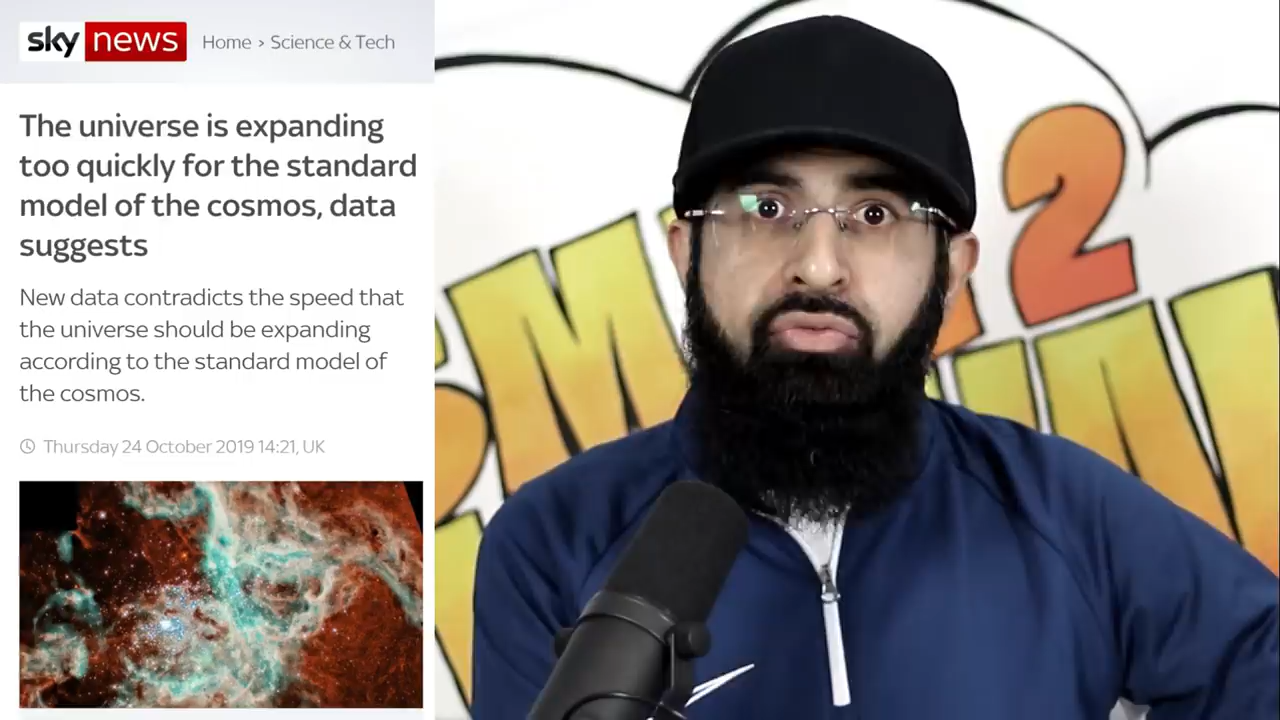 sky news Home > Science & Tech
The universe is expanding
too quickly for the standard
model of the cosmos, data
suggests
New data contradicts the speed that
the universe should be expanding
according to the standard model of
the cosmos.
Thursday 24 October 2019 14:21, UK
2